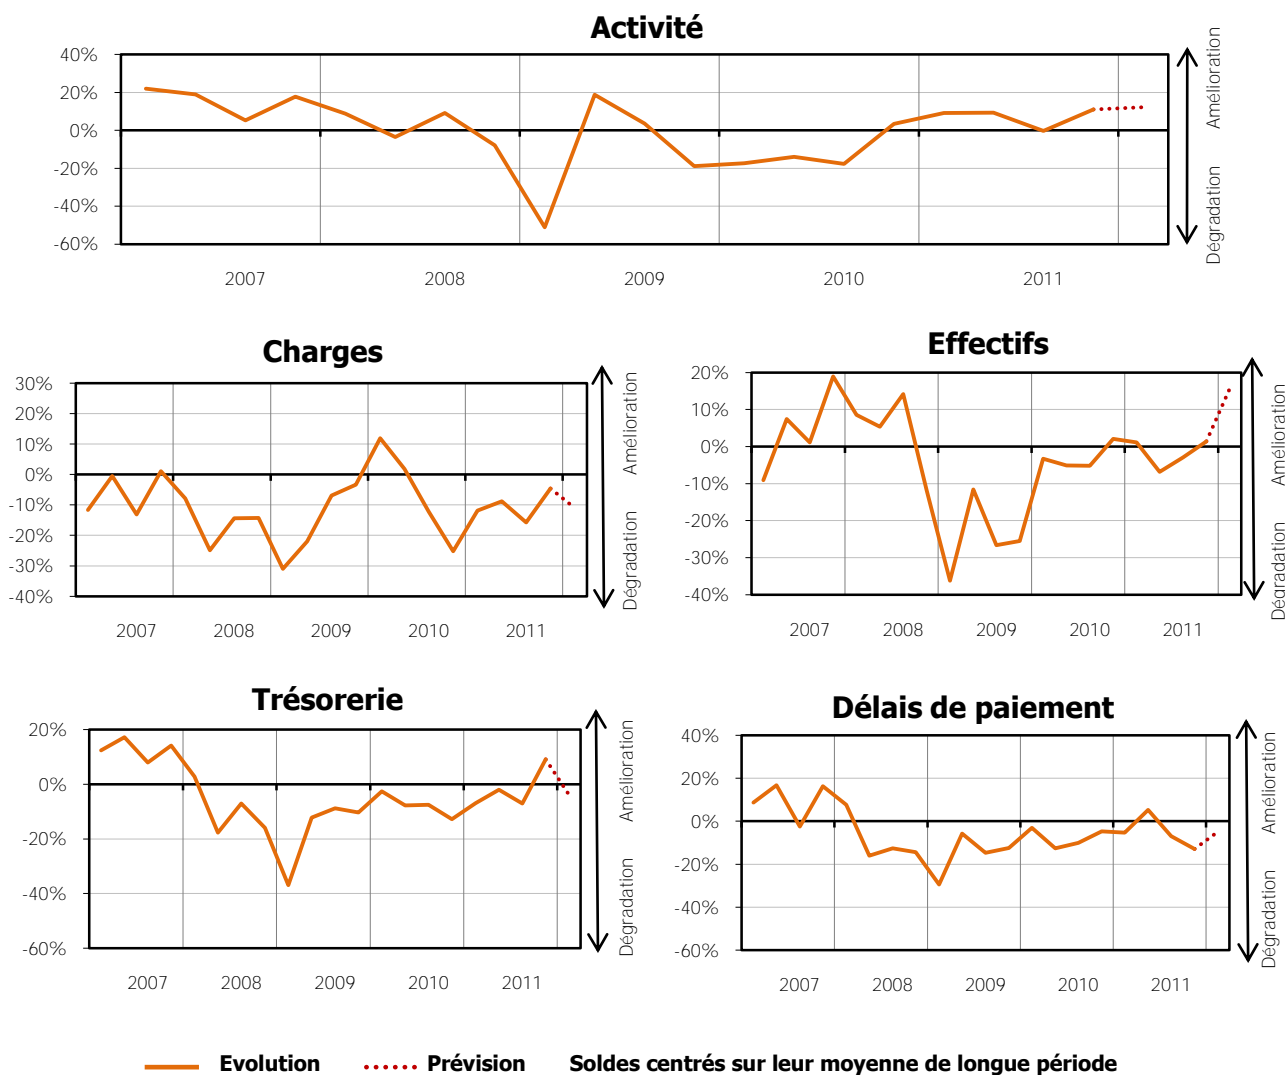 Activité
40%
20%
0%
-20%
-40%
-60%
2007 2008 2009 2010 2011
Amélioration
Dégradation
Charges
30%
20%
10%
0%
-10%
-20%
-30%
-40%
2007 2008 2009 2010 2011
Amélioration
Dégradation
Effectifs
20%
10%
0%
-10%
-20%
-30%
-40%
2007 2008 2009 2010 2011
Amélioration
Dégradation
Trésorerie
20%
0%
-20%
-40%
-60%
2007 2008 2009 2010 2011
Amélioration
Dégradation
Délais de paiement
40%
20%
0%
-20%
-40%
-60%
2007 2008 2009 2010 2011
Amélioration
Dégradation
Evolution Prévision Soldes centrés sur leur moyenne de longue période